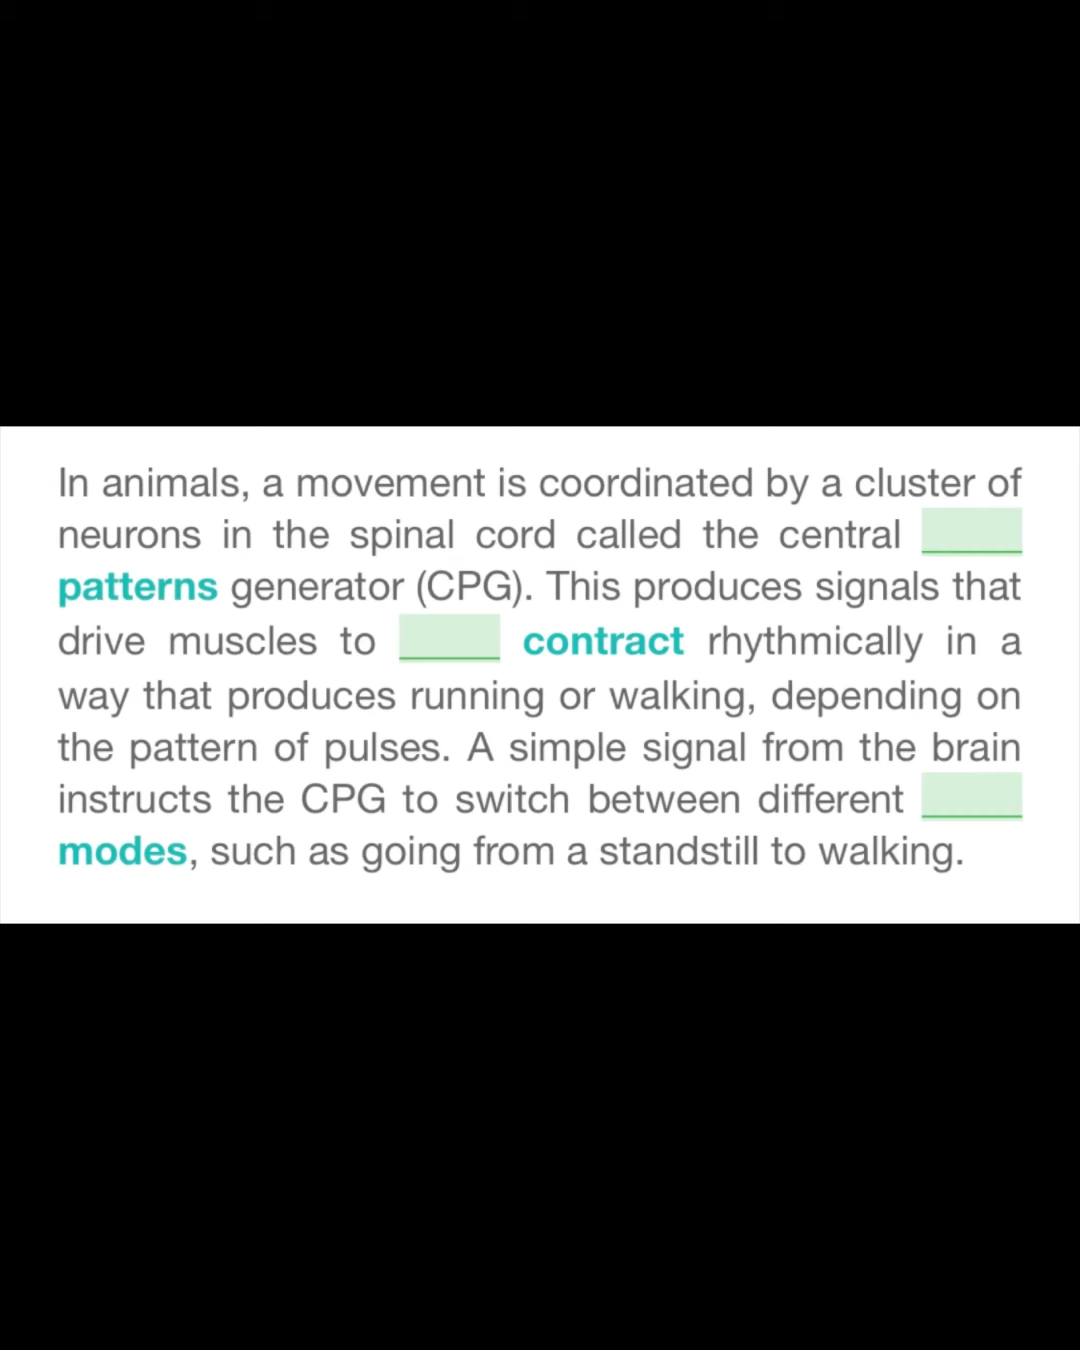 In animals, a movement is coordinated by a cluster of
neurons in the spinal cord called the central
patterns generator (CPG). This produces signals that
drive muscles to contract rhythmically in a
way that produces running or walking, depending on
the pattern of pulses. A simple signal from the brain
instructs the CPG to switch between different
modes, such as going from a standstill to walking.